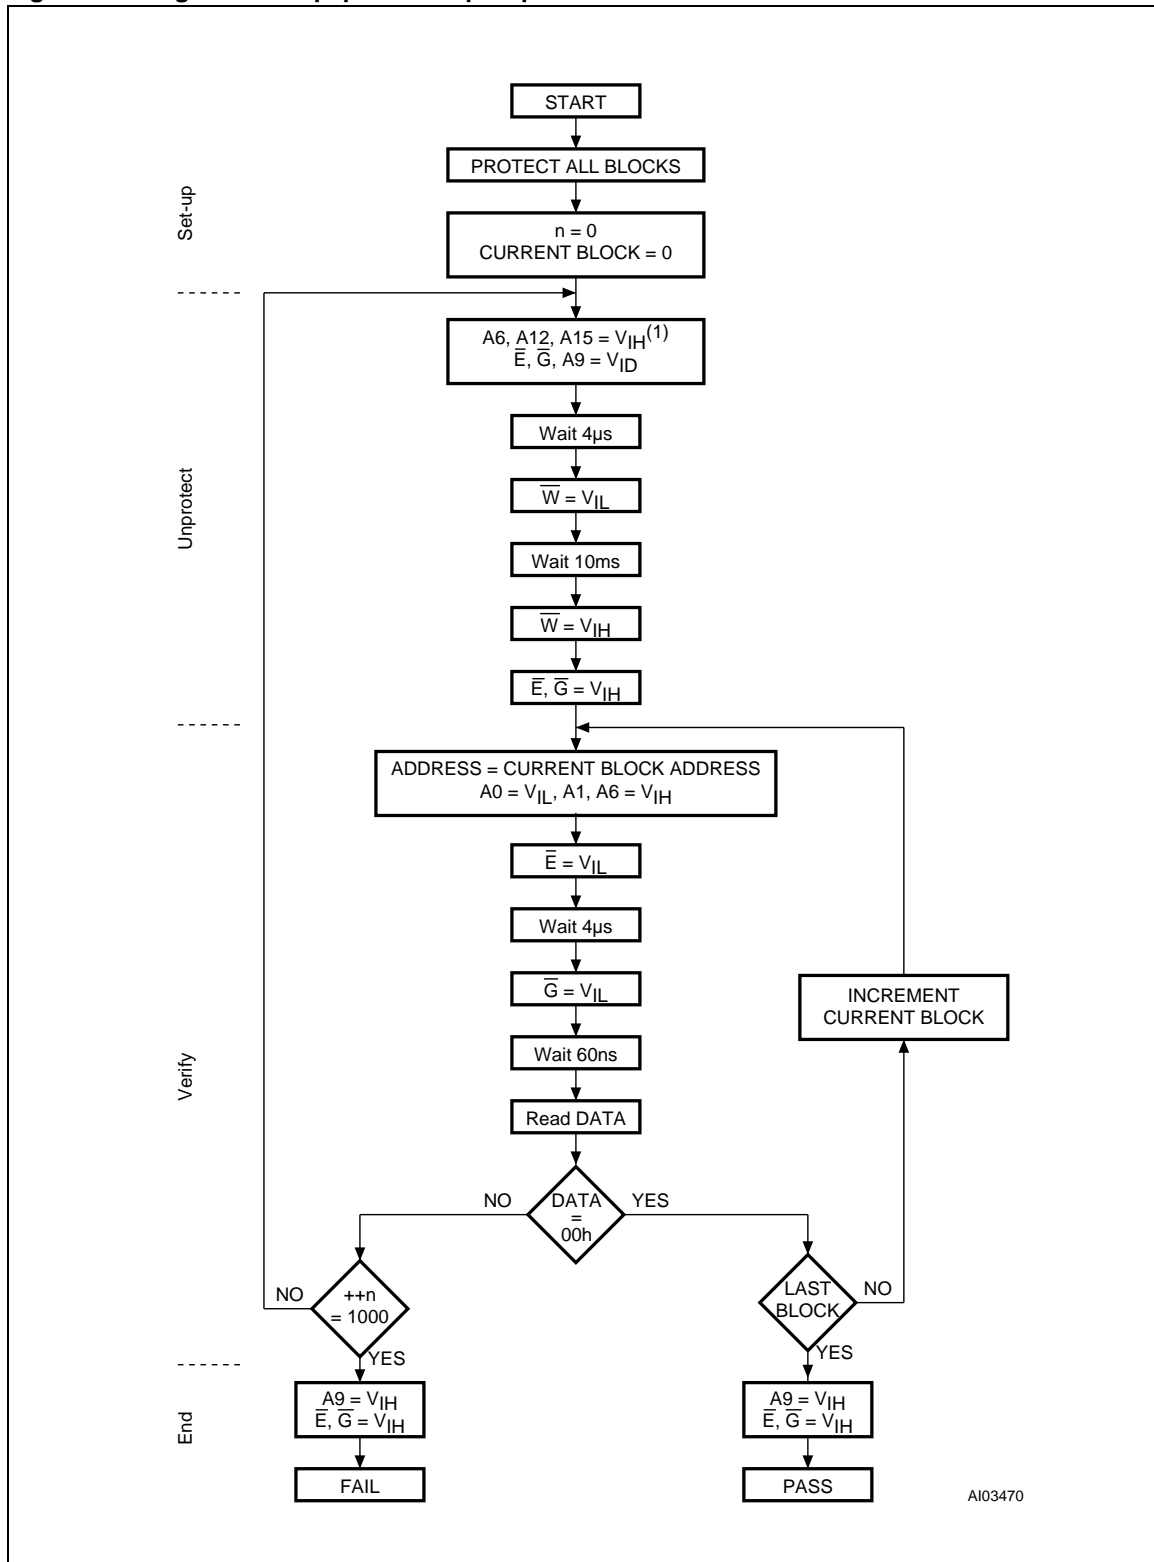 START
PROTECT ALL BLOCKS
Set-up
n = 0
CURRENT BLOCK = 0
A6, A12, A15 = VIH(1)
E̅, G̅, A9 = VID
Wait 4µs
Unprotect
W̅ = VIL
Wait 10ms
W̅ = VIH
E̅, G̅ = VIH
ADDRESS = CURRENT BLOCK ADDRESS
A0 = VIL, A1, A6 = VIH
E̅ = VIL
Wait 4µs
G̅ = VIL
INCREMENT
CURRENT BLOCK
Wait 60ns
Verify
Read DATA
NO
DATA
=
00h
YES
NO
++n
= 1000
YES
LAST
BLOCK
NO
YES
End
A9 = VIH
E̅, G̅ = VIH
A9 = VIH
E̅, G̅ = VIH
FAIL
PASS
AI03470